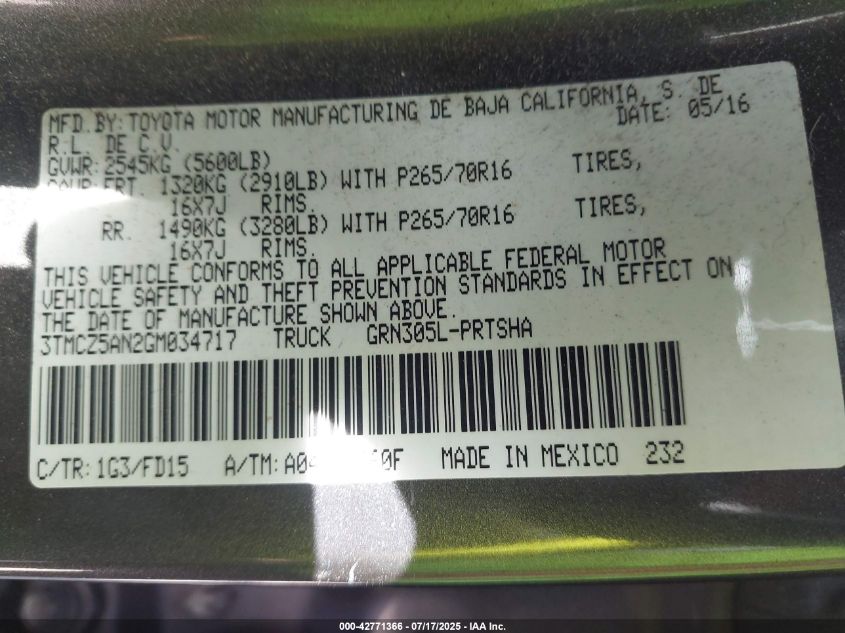 MFD.BY:TOYOTA MOTOR MANUFACTURING DE BAJA CALIFORNIA, S. DE
R.L. DE C.V. DATE: 05/16
GVWR:2545KG (5600LB)
GAWR FRT. 1320KG (2910LB) WITH P265/70R16 TIRES,
16X7J RIMS.
RR. 1490KG (3280LB) WITH P265/70R16 TIRES,
16X7J RIMS.
THIS VEHICLE CONFORMS TO ALL APPLICABLE FEDERAL MOTOR
VEHICLE SAFETY AND THEFT PREVENTION STANDARDS IN EFFECT ON
THE DATE OF MANUFACTURE SHOWN ABOVE.
3TMCZ5AN2GM034717 TRUCK GRN305L-PRTSHA
C/TR:1G3/FD15 A/TM: MADE IN MEXICO 232
000-42771366 - 07/17/2025 - IAA Inc.